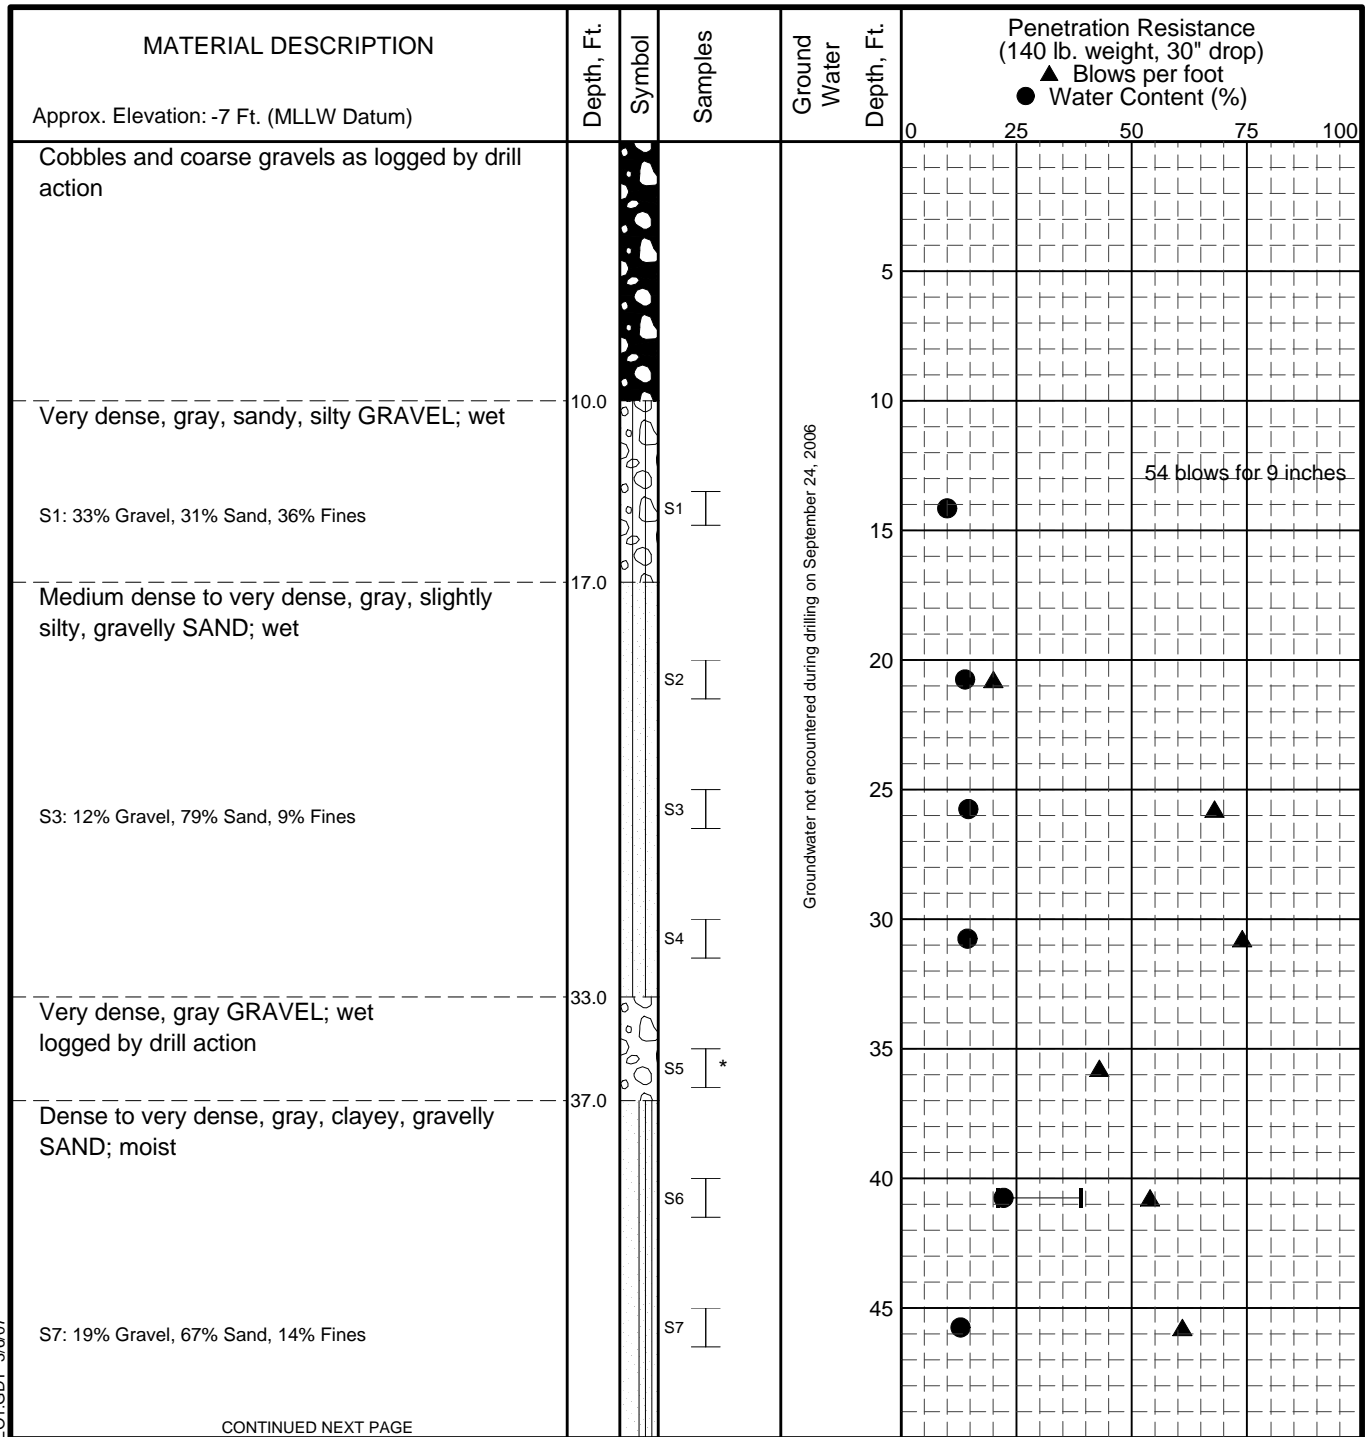 MATERIAL DESCRIPTION
Approx. Elevation: -7 Ft. (MLLW Datum)
Depth, Ft.
Symbol
Samples
Ground
Water
Depth, Ft.
Penetration Resistance
(140 lb. weight, 30" drop)
▲ Blows per foot
● Water Content (%)
0 25 50 75 100
Cobbles and coarse gravels as logged by drill
action
5
10.0
10
Very dense, gray, sandy, silty GRAVEL; wet
54 blows for 9 inches
S1: 33% Gravel, 31% Sand, 36% Fines
S1
15
17.0
Medium dense to very dense, gray, slightly
silty, gravelly SAND; wet
20
S2
Groundwater not encountered during drilling on September 24, 2006
25
S3: 12% Gravel, 79% Sand, 9% Fines
S3
30
S4
33.0
Very dense, gray GRAVEL; wet
logged by drill action
35
S5 *
37.0
Dense to very dense, gray, clayey, gravelly
SAND; moist
40
S6
45
S7: 19% Gravel, 67% Sand, 14% Fines
S7
CONTINUED NEXT PAGE